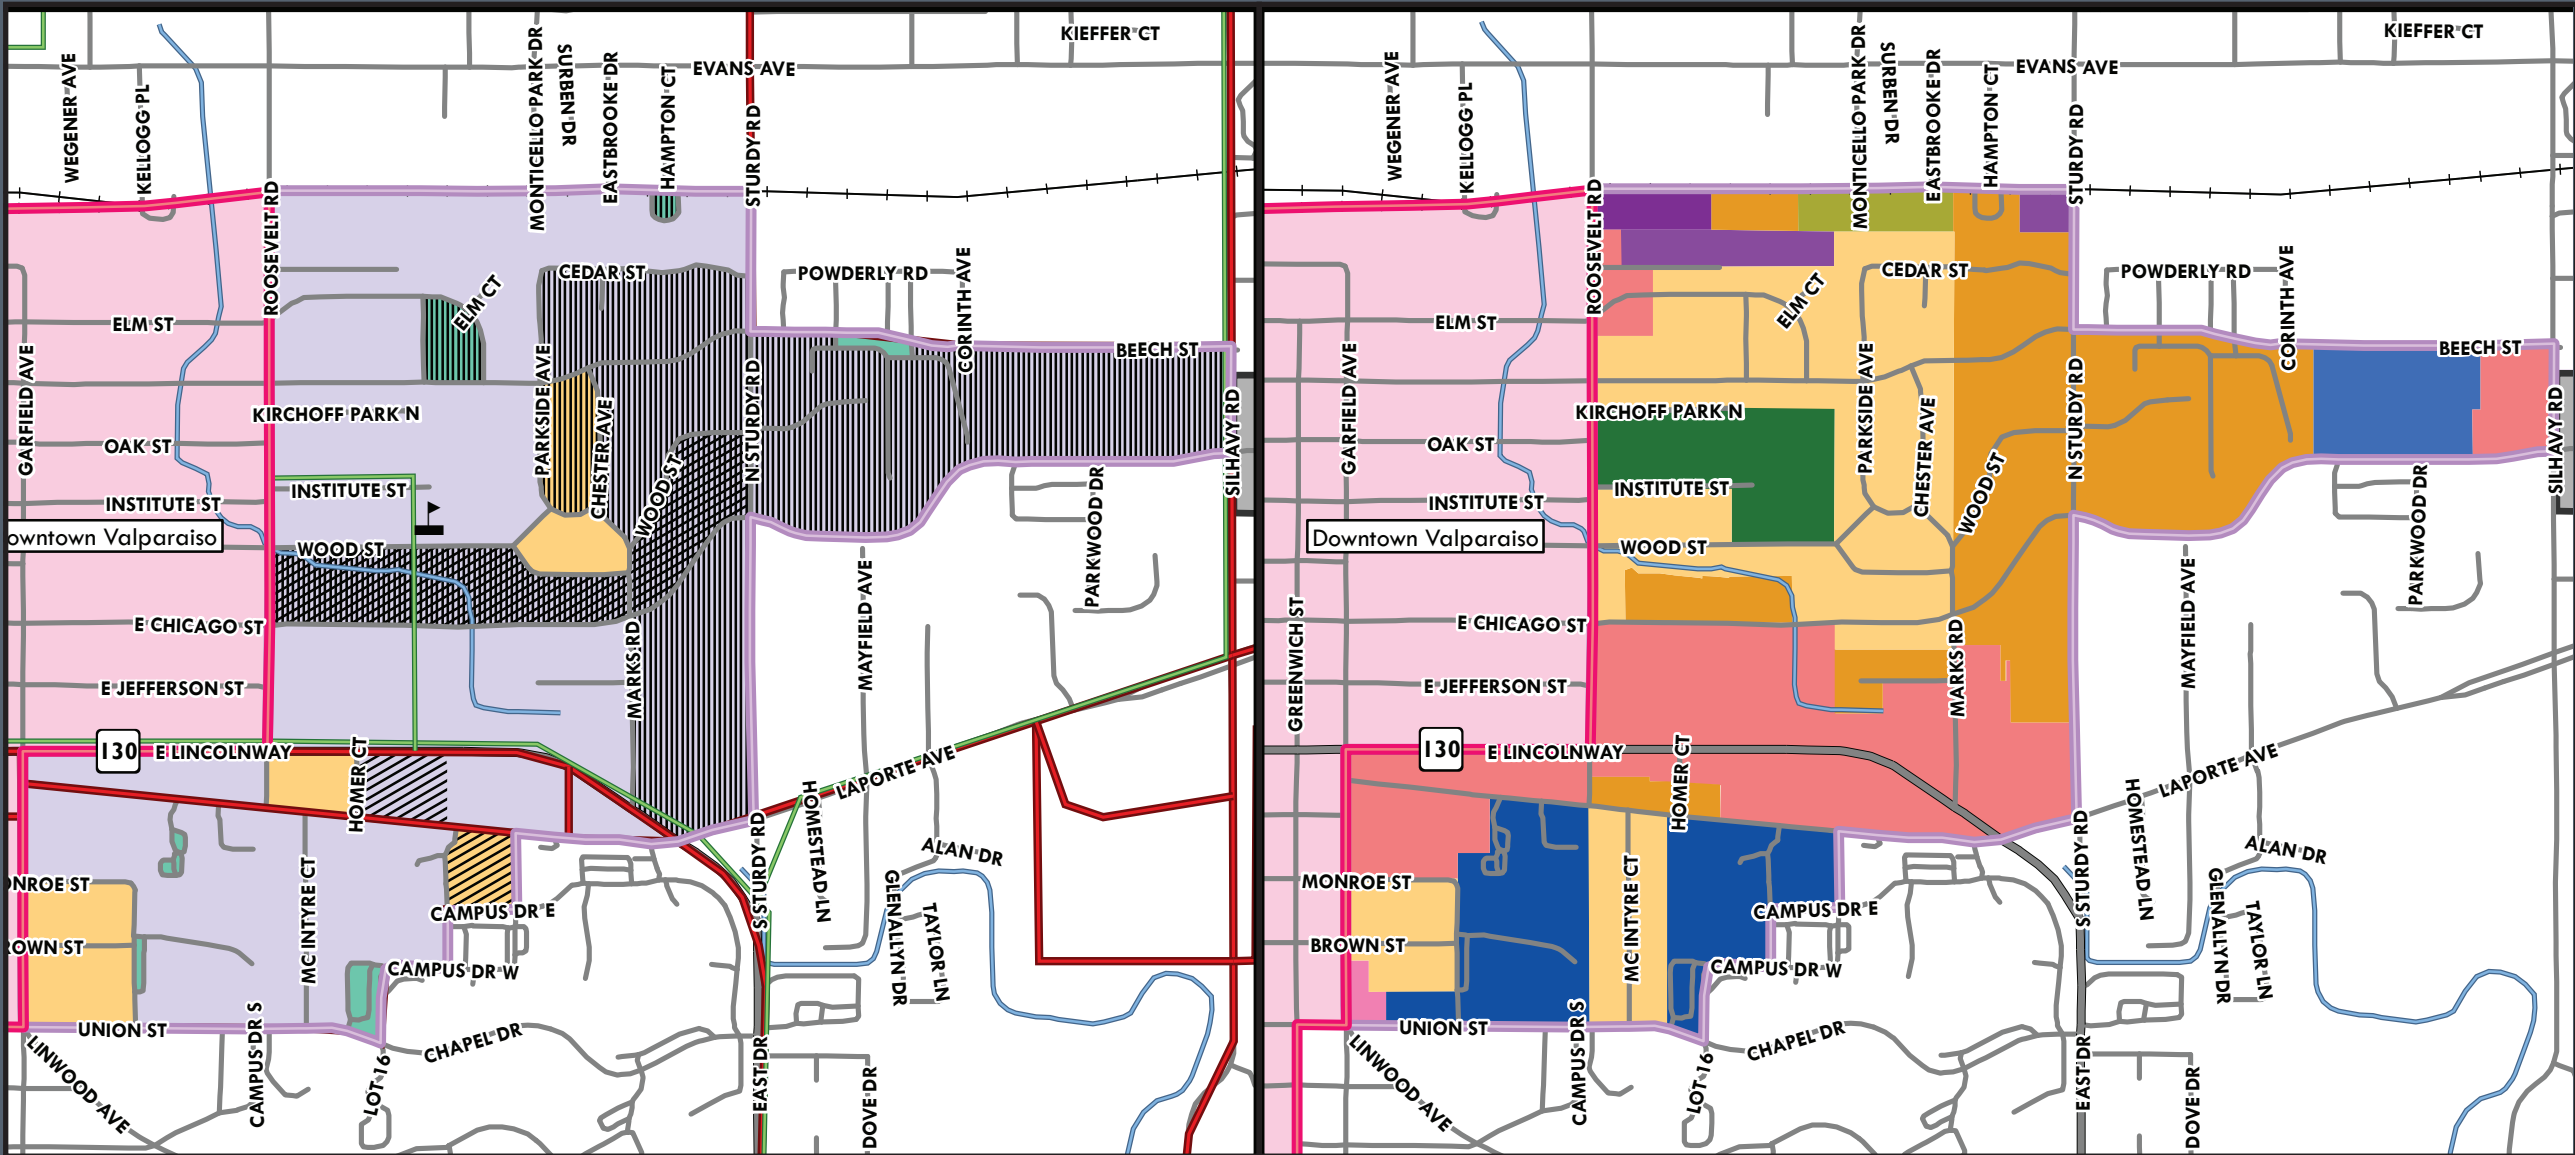 KIEFFER CT
EVANS AVE
WEGENER AVE
KELLOGG PL
MONTICELLO PARK DR
SURBEN DR
EASTBROOKE DR
HAMPTON CT
STURDY RD
ROOSEVELT RD
CEDAR ST
POWDERLY RD
CORINTH AVE
ELM CT
ELM ST
BEECH ST
GARFIELD AVE
PARKSIDE AVE
CHESTER AVE
N STURDY RD
SILHAVY RD
KIRCHOFF PARK N
OAK ST
INSTITUTE ST
INSTITUTE ST
WOOD ST
PARKWOOD DR
owntown Valparaiso
WOOD ST
MAYFIELD AVE
E CHICAGO ST
MARKS RD
E JEFFERSON ST
130
E LINCOLNWAY
HOMER CT
LAPORTE AVE
HOMESTEAD LN
S STURDY RD
ALAN DR
MC INTYRE CT
ONROE ST
CAMPUS DR E
GLENALLYN DR
TAYLOR LN
ROWN ST
CAMPUS DR W
UNION ST
CAMPUS DR S
CHAPEL DR
LINWOOD AVE
LOT 16
EAST DR
DOVE DR
KIEFFER CT
EVANS AVE
WEGENER AVE
KELLOGG PL
MONTICELLO PARK DR
SURBEN DR
EASTBROOKE DR
HAMPTON CT
STURDY RD
ROOSEVELT RD
CEDAR ST
POWDERLY RD
CORINTH AVE
ELM CT
ELM ST
BEECH ST
GARFIELD AVE
PARKSIDE AVE
CHESTER AVE
N STURDY RD
SILHAVY RD
KIRCHOFF PARK N
OAK ST
INSTITUTE ST
INSTITUTE ST
WOOD ST
PARKWOOD DR
Downtown Valparaiso
WOOD ST
MAYFIELD AVE
GREENWICH ST
E CHICAGO ST
MARKS RD
E JEFFERSON ST
130
E LINCOLNWAY
HOMER CT
LAPORTE AVE
HOMESTEAD LN
S STURDY RD
ALAN DR
MC INTYRE CT
MONROE ST
CAMPUS DR E
GLENALLYN DR
TAYLOR LN
BROWN ST
CAMPUS DR W
UNION ST
CAMPUS DR S
CHAPEL DR
LINWOOD AVE
LOT 16
EAST DR
DOVE DR